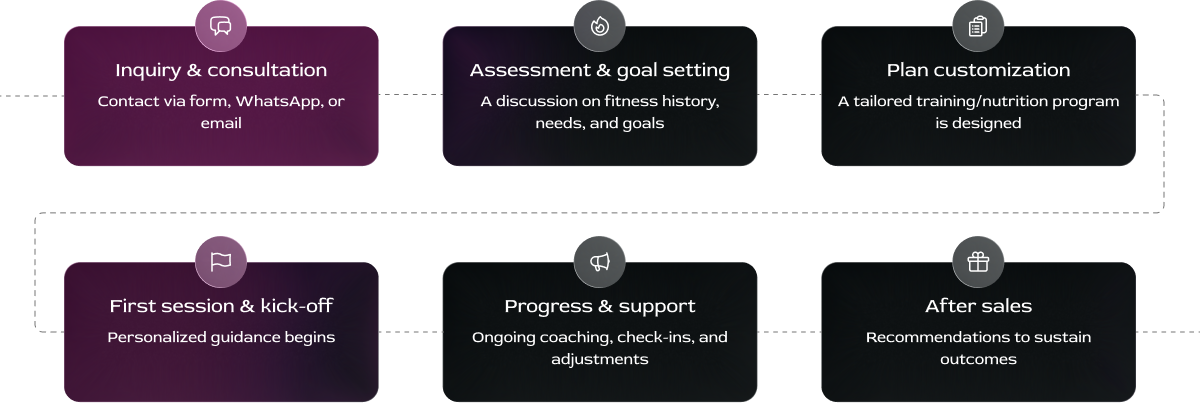 Inquiry & consultation
Contact via form, WhatsApp, or
email
Assessment & goal setting
A discussion on fitness history,
needs, and goals
Plan customization
A tailored training/nutrition program
is designed
First session & kick-off
Personalized guidance begins
Progress & support
Ongoing coaching, check-ins, and
adjustments
After sales
Recommendations to sustain
outcomes